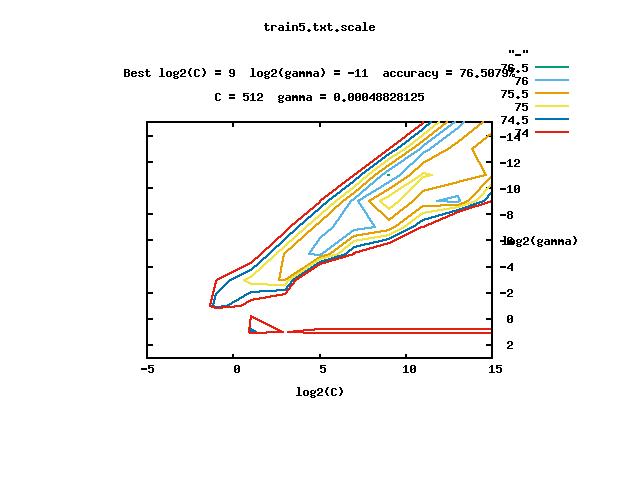 train5.txt.scale
"-"
Best log2(C) = 9  log2(gamma) = -11  accuracy = 76.5079%
76.5
76
C = 512  gamma = 0.00048828125
75.5
75
74.5
74
-14
-12
-10
-8
-6
log2(gamma)
-4
-2
0
2
-5 0 5 10 15
log2(C)